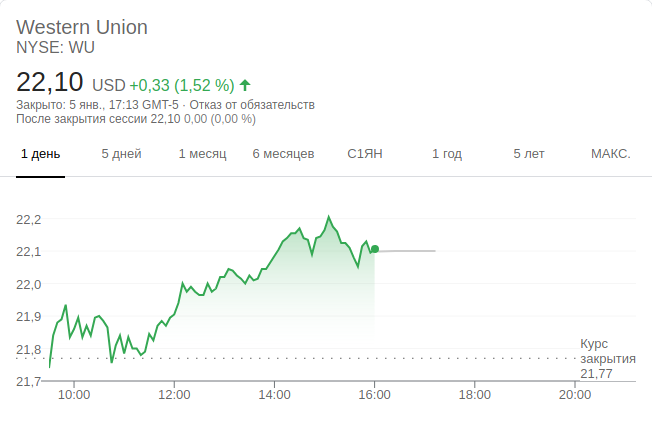 Western Union
NYSE: WU
22,10 USD +0,33 (1,52 %)
Закрыто: 5 янв., 17:13 GMT-5 · Отказ от обязательств
После закрытия сессии 22,10 0,00 (0,00 %)
1 день 5 дней 1 месяц 6 месяцев С1ЯН 1 год 5 лет МАКС.
22,2
22,1
22,0
21,9
21,8
21,7
Курс
закрытия
21,77
10:00 12:00 14:00 16:00 18:00 20:00